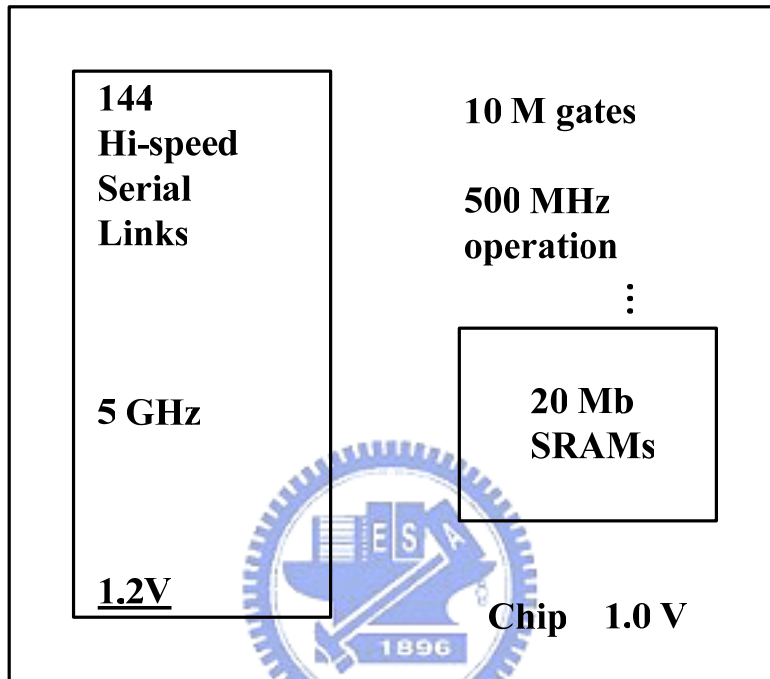 144
Hi-speed
Serial
Links
5 GHz
1.2V
10 M gates
500 MHz
operation
⋮
20 Mb
SRAMs
Chip 1.0 V
E S A
1896